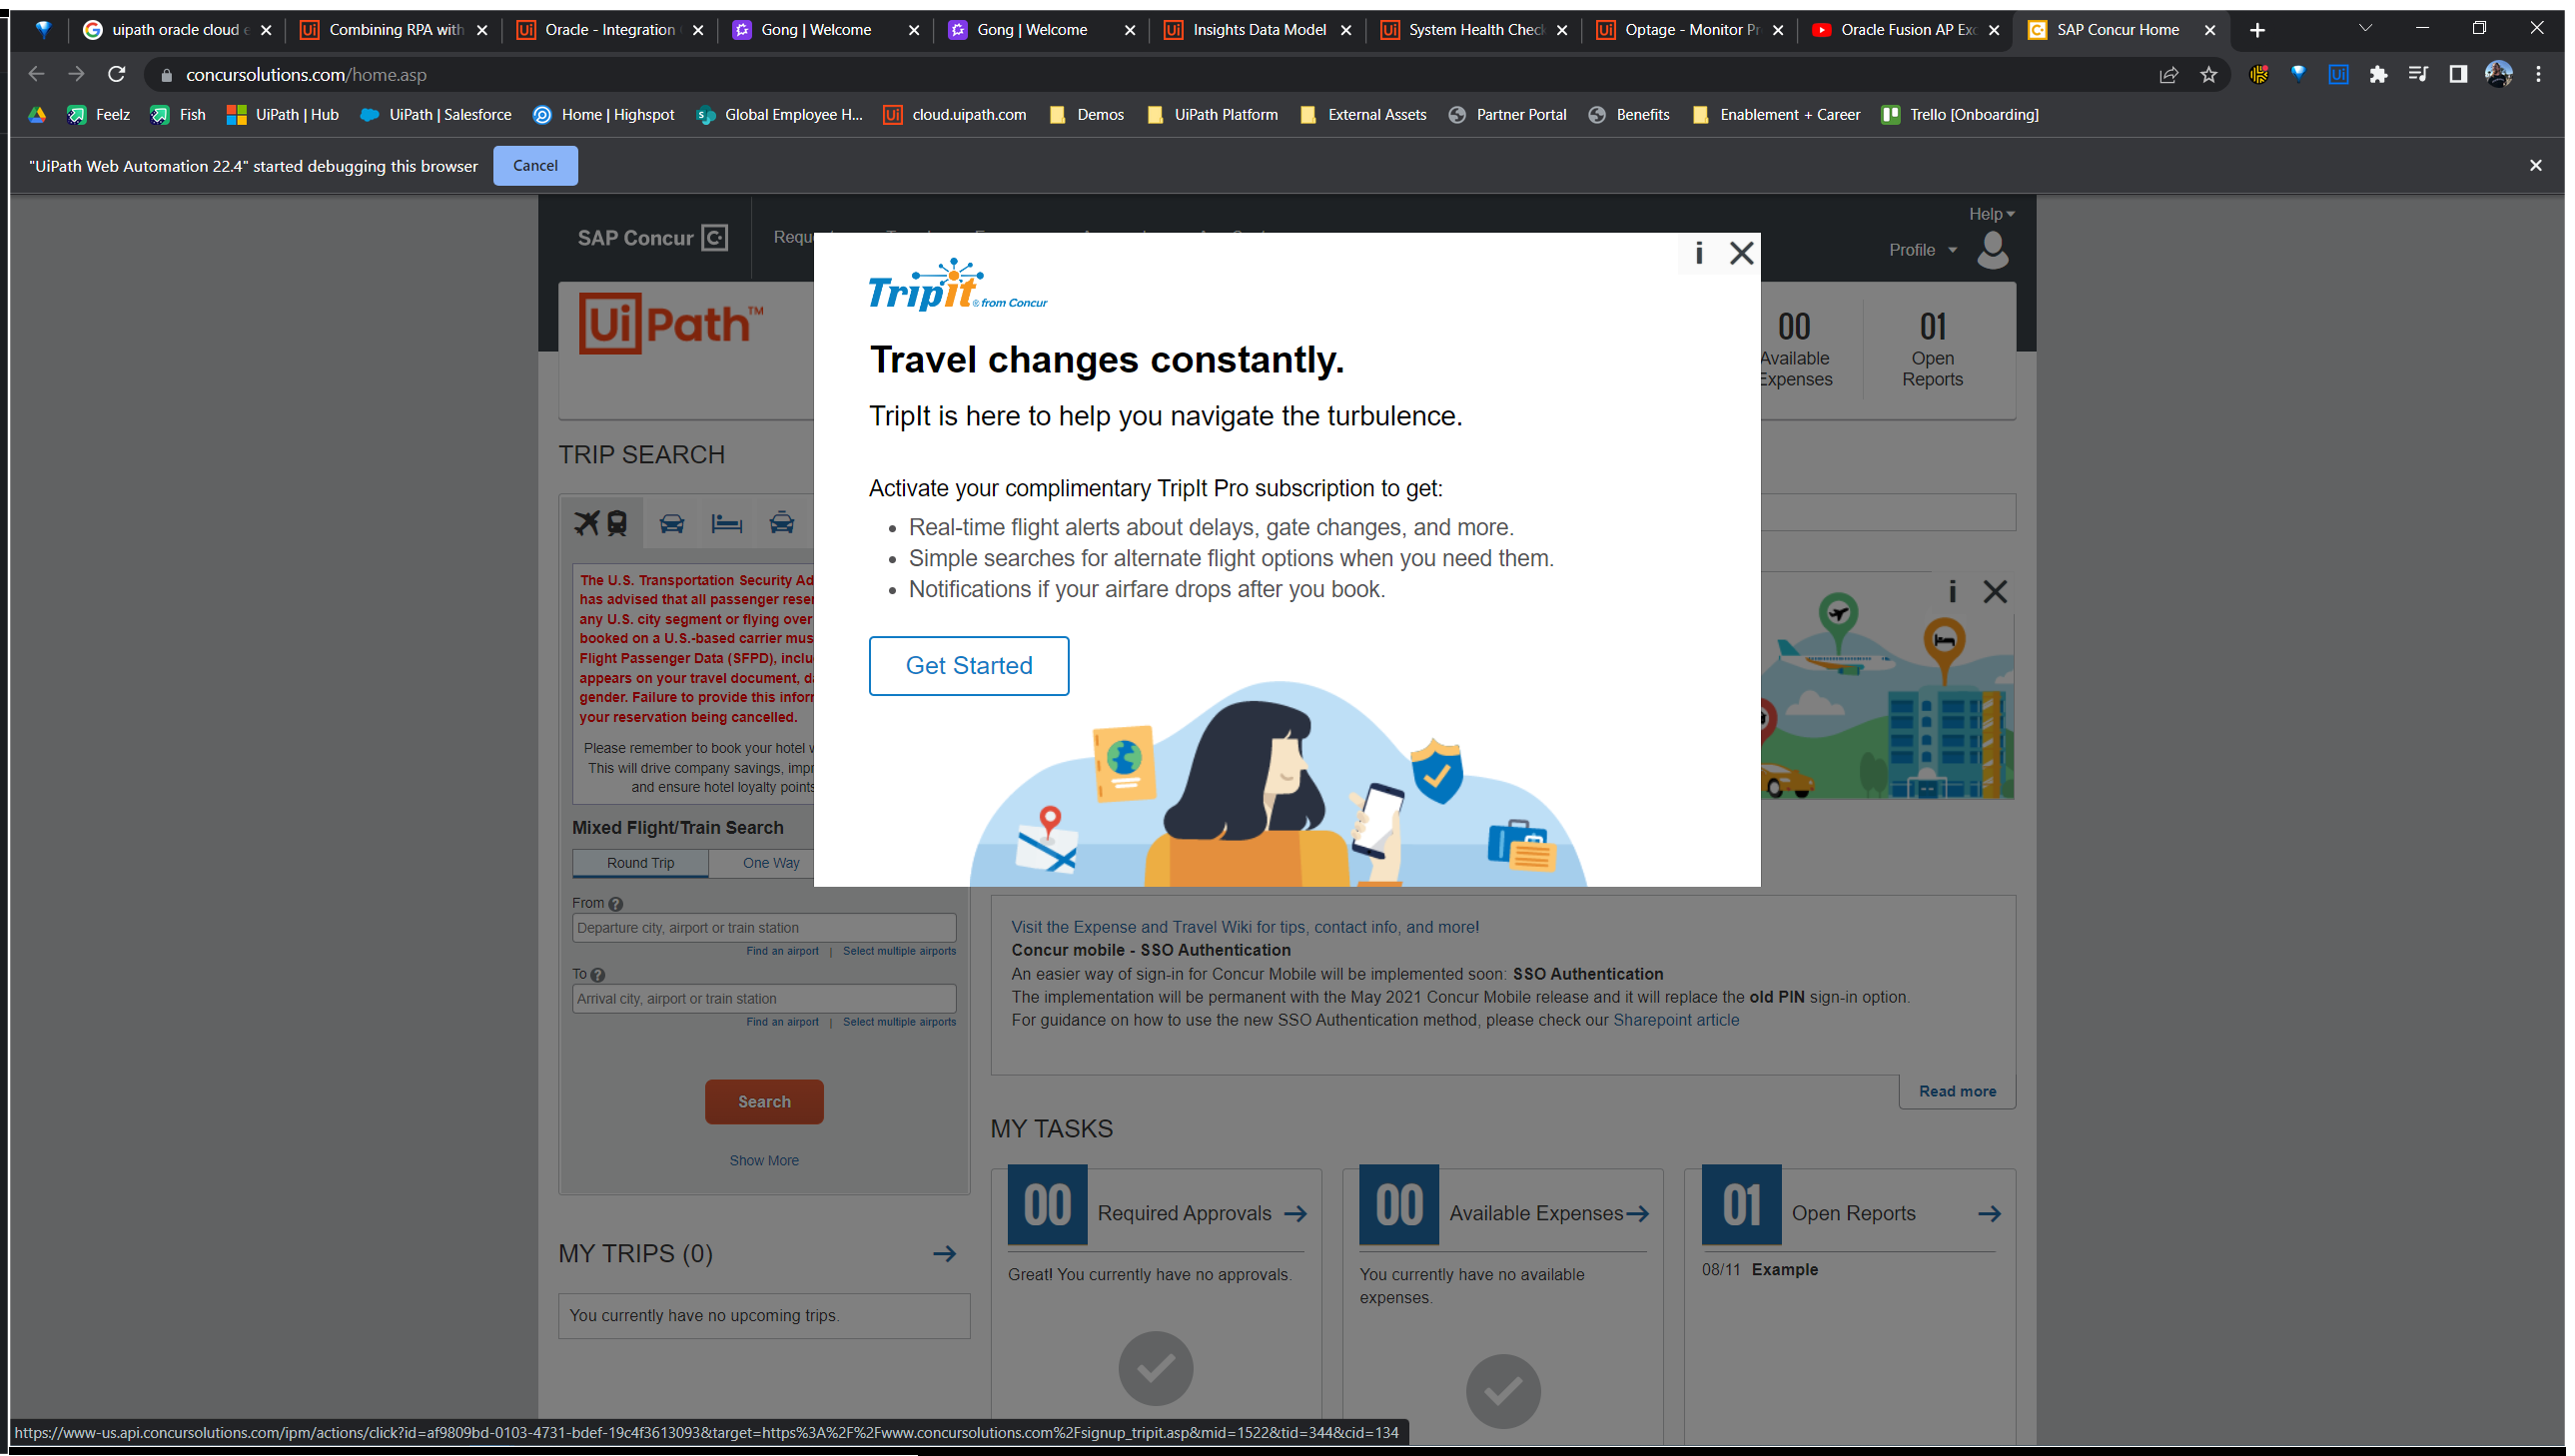 uipath oracle cloud e
Combining RPA with
Oracle - Integration
Gong | Welcome
Gong | Welcome
Insights Data Model
System Health Check
Optage - Monitor Pr
Oracle Fusion AP Exc
SAP Concur Home
concursolutions.com/home.asp
Feelz
Fish
UiPath | Hub
UiPath | Salesforce
Home | Highspot
Global Employee H...
cloud.uipath.com
Demos
UiPath Platform
External Assets
Partner Portal
Benefits
Enablement + Career
Trello [Onboarding]
"UiPath Web Automation 22.4" started debugging this browser
Cancel
SAP Concur
Requ
Help
Profile
UiPath™
00
Available
Expenses
01
Open
Reports
TripIt® from Concur
Travel changes constantly.
TripIt is here to help you navigate the turbulence.
Activate your complimentary TripIt Pro subscription to get:
• Real-time flight alerts about delays, gate changes, and more.
• Simple searches for alternate flight options when you need them.
• Notifications if your airfare drops after you book.
Get Started
TRIP SEARCH
The U.S. Transportation Security Ad
has advised that all passenger reser
any U.S. city segment or flying over
booked on a U.S.-based carrier mus
Flight Passenger Data (SFPD), inclu
appears on your travel document, d
gender. Failure to provide this infor
your reservation being cancelled.
Please remember to book your hotel w
This will drive company savings, impr
and ensure hotel loyalty points
Mixed Flight/Train Search
Round Trip
One Way
From
Departure city, airport or train station
Find an airport | Select multiple airports
To
Arrival city, airport or train station
Find an airport | Select multiple airports
Search
Show More
MY TRIPS (0)
You currently have no upcoming trips.
Visit the Expense and Travel Wiki for tips, contact info, and more!
Concur mobile - SSO Authentication
An easier way of sign-in for Concur Mobile will be implemented soon: SSO Authentication
The implementation will be permanent with the May 2021 Concur Mobile release and it will replace the old PIN sign-in option.
For guidance on how to use the new SSO Authentication method, please check our Sharepoint article
Read more
MY TASKS
00
Required Approvals
Great! You currently have no approvals.
00
Available Expenses
You currently have no available
expenses.
01
Open Reports
08/11 Example
https://www-us.api.concursolutions.com/ipm/actions/click?id=af9809bd-0103-4731-bdef-19c4f3613093&target=https%3A%2F%2Fwww.concursolutions.com%2Fsignup_tripit.asp&mid=1522&tid=344&cid=134